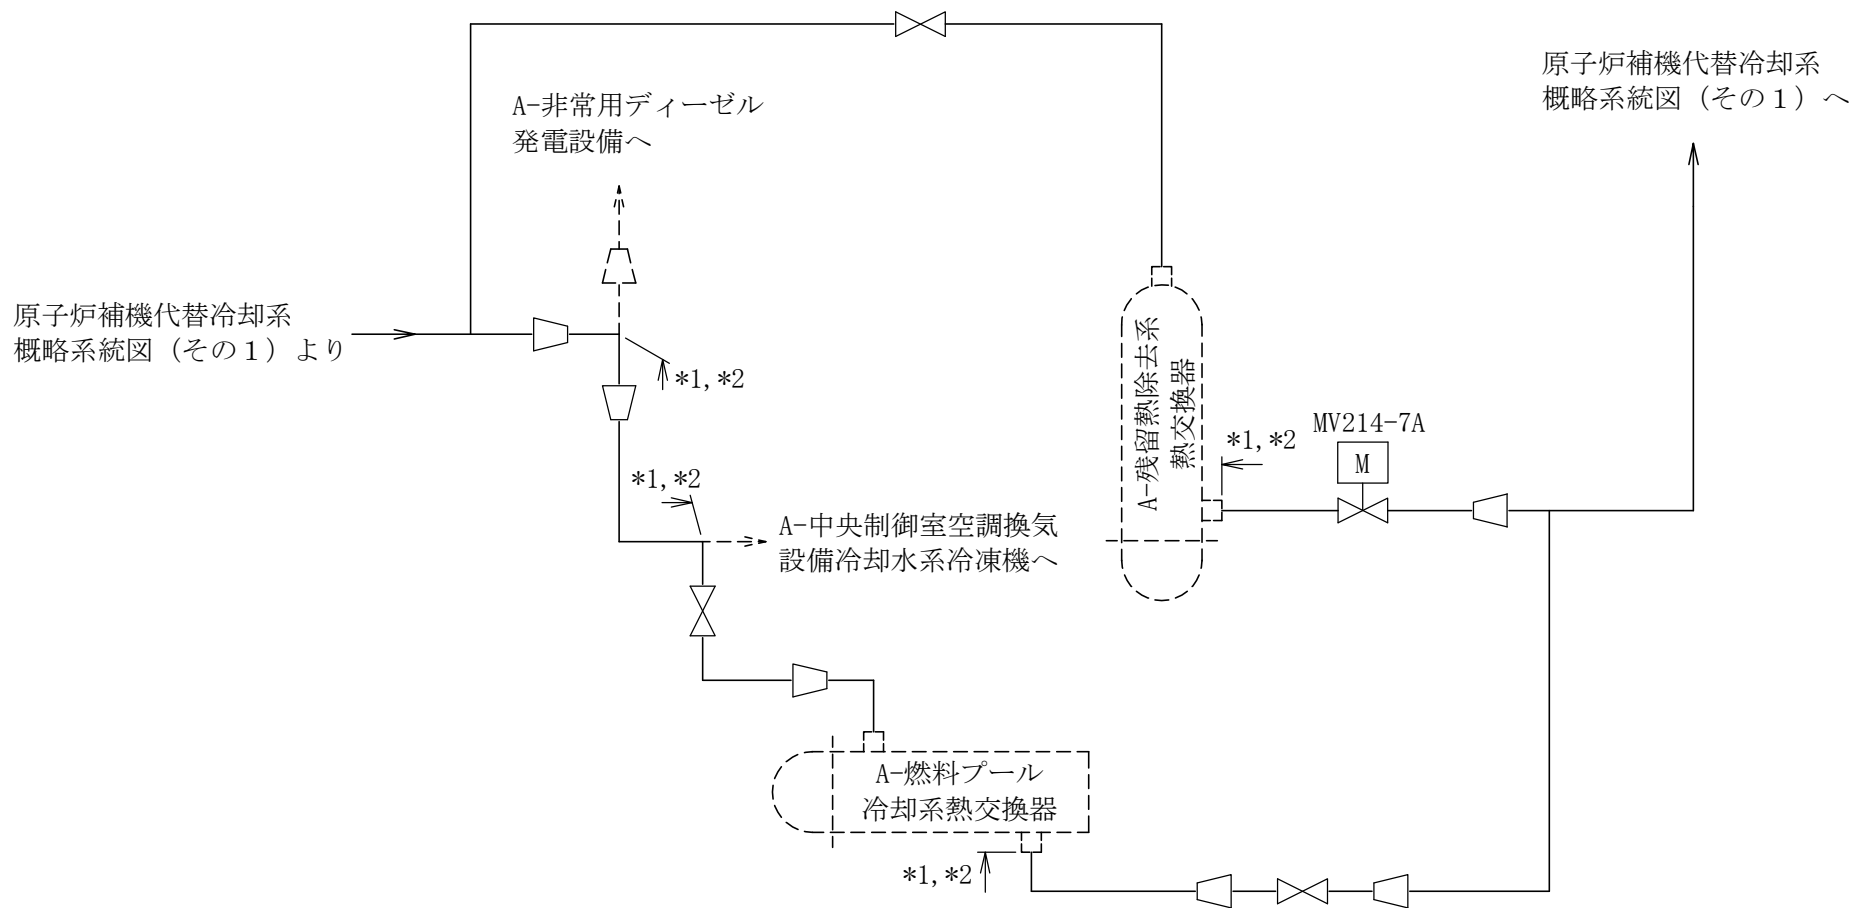 原子炉補機代替冷却系
概略系統図（その１）へ
A-非常用ディーゼル
発電設備へ
原子炉補機代替冷却系
概略系統図（その１）より
*1,*2
A-残留熱除去系
熱交換器
*1,*2
MV214-7A
M
*1,*2
A-中央制御室空調換気
設備冷却水系冷凍機へ
A-燃料プール
冷却系熱交換器
*1,*2